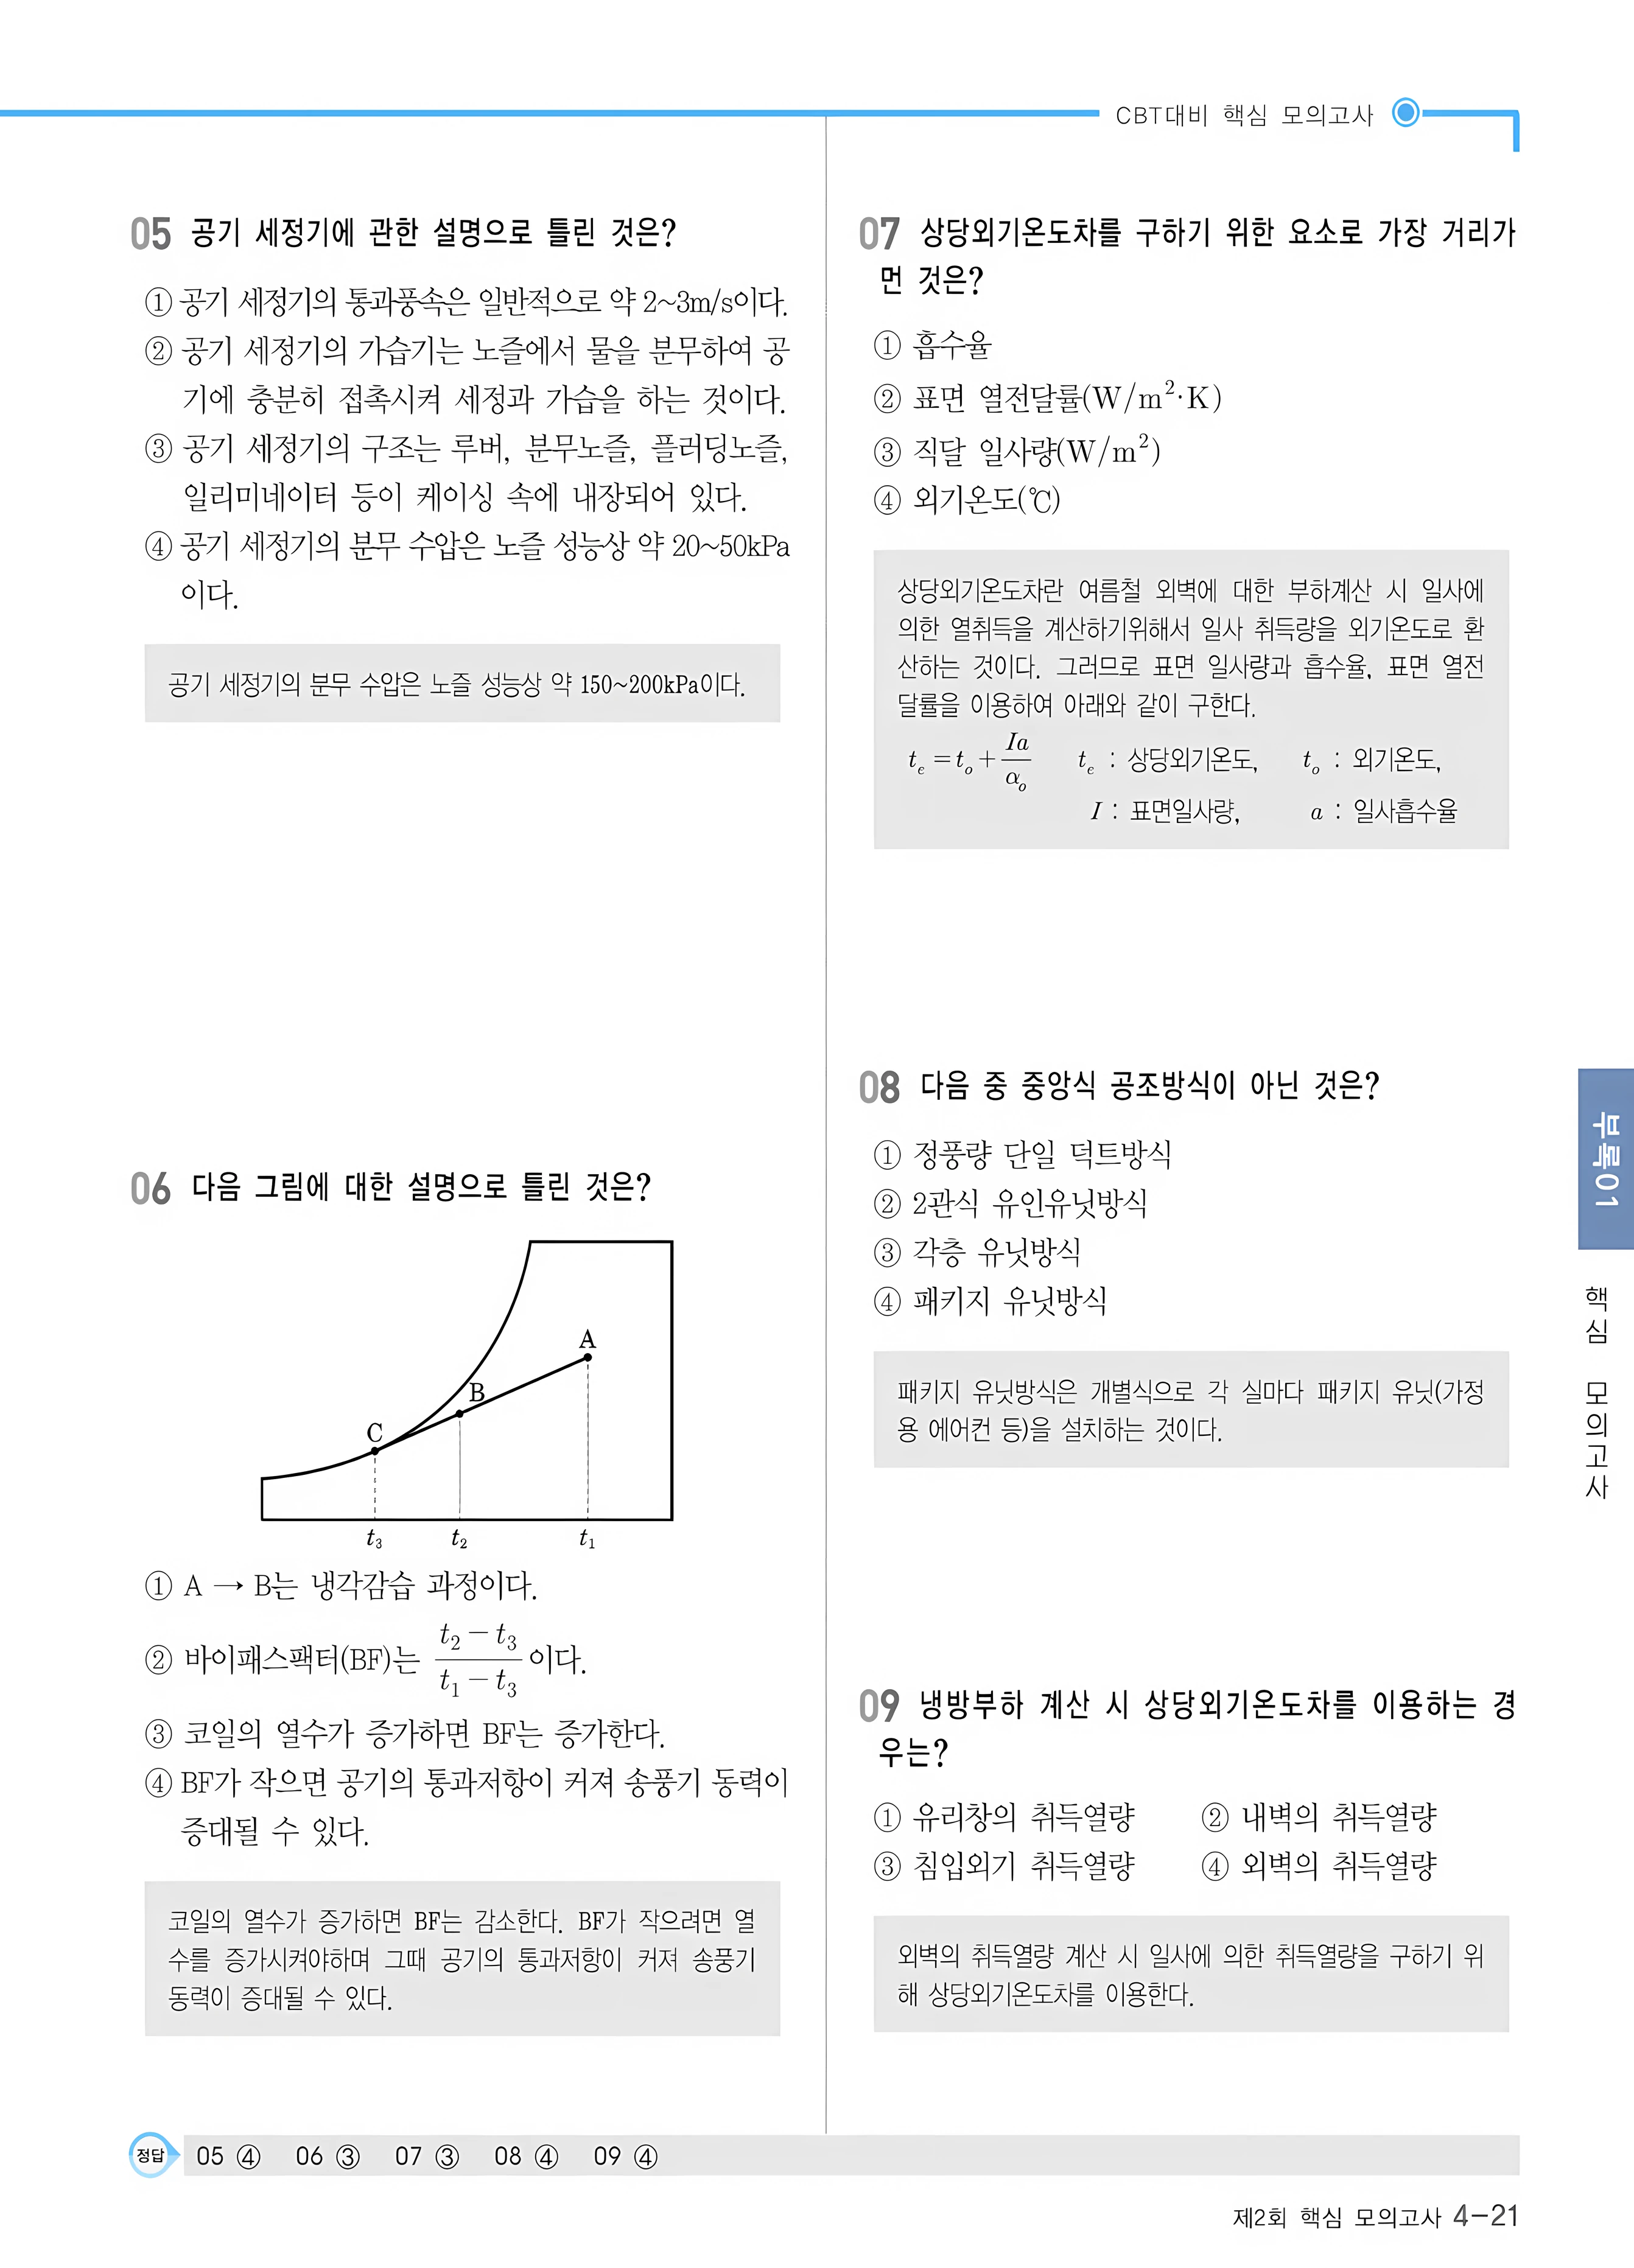 CBT대비 핵심 모의고사
05 공기 세정기에 관한 설명으로 틀린 것은?
① 공기 세정기의 통과풍속은 일반적으로 약 2~3m/s이다.
② 공기 세정기의 가습기는 노즐에서 물을 분무하여 공
기에 충분히 접촉시켜 세정과 가습을 하는 것이다.
③ 공기 세정기의 구조는 루버, 분무노즐, 플러딩노즐,
일리미네이터 등이 케이싱 속에 내장되어 있다.
④ 공기 세정기의 분무 수압은 노즐 성능상 약 20~50kPa
이다.
공기 세정기의 분무 수압은 노즐 성능상 약 150~200kPa이다.
06 다음 그림에 대한 설명으로 틀린 것은?
A
B
C
t₃ t₂ t₁
① A → B는 냉각감습 과정이다.
② 바이패스팩터(BF)는 (t₂ − t₃)/(t₁ − t₃) 이다.
③ 코일의 열수가 증가하면 BF는 증가한다.
④ BF가 작으면 공기의 통과저항이 커져 송풍기 동력이
증대될 수 있다.
코일의 열수가 증가하면 BF는 감소한다. BF가 작으려면 열
수를 증가시켜야하며 그때 공기의 통과저항이 커져 송풍기
동력이 증대될 수 있다.
07 상당외기온도차를 구하기 위한 요소로 가장 거리가
먼 것은?
① 흡수율
② 표면 열전달률(W/m²·K)
③ 직달 일사량(W/m²)
④ 외기온도(℃)
상당외기온도차란 여름철 외벽에 대한 부하계산 시 일사에
의한 열취득을 계산하기위해서 일사 취득량을 외기온도로 환
산하는 것이다. 그러므로 표면 일사량과 흡수율, 표면 열전
달률을 이용하여 아래와 같이 구한다.
tₑ = tₒ + Ia/αₒ tₑ : 상당외기온도, tₒ : 외기온도,
I : 표면일사량, a : 일사흡수율
08 다음 중 중앙식 공조방식이 아닌 것은?
① 정풍량 단일 덕트방식
② 2관식 유인유닛방식
③ 각층 유닛방식
④ 패키지 유닛방식
패키지 유닛방식은 개별식으로 각 실마다 패키지 유닛(가정
용 에어컨 등)을 설치하는 것이다.
09 냉방부하 계산 시 상당외기온도차를 이용하는 경
우는?
① 유리창의 취득열량 ② 내벽의 취득열량
③ 침입외기 취득열량 ④ 외벽의 취득열량
외벽의 취득열량 계산 시 일사에 의한 취득열량을 구하기 위
해 상당외기온도차를 이용한다.
부록01
핵심 모의고사
정답 05 ④ 06 ③ 07 ③ 08 ④ 09 ④
제2회 핵심 모의고사 4-21